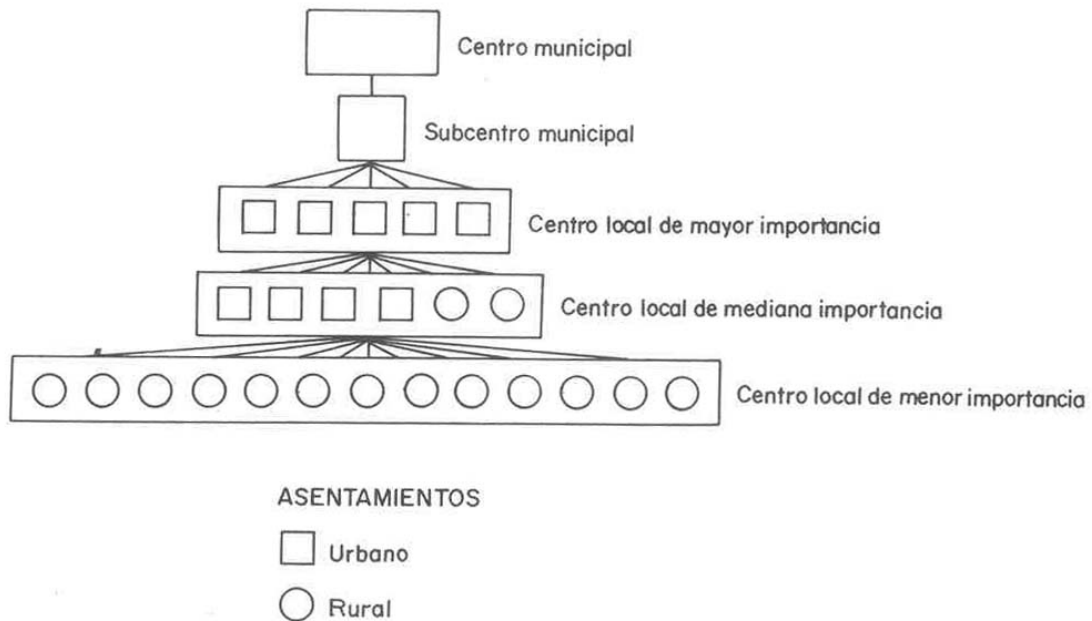 Centro municipal
Subcentro municipal
Centro local de mayor importancia
Centro local de mediana importancia
Centro local de menor importancia
ASENTAMIENTOS
Urbano
Rural